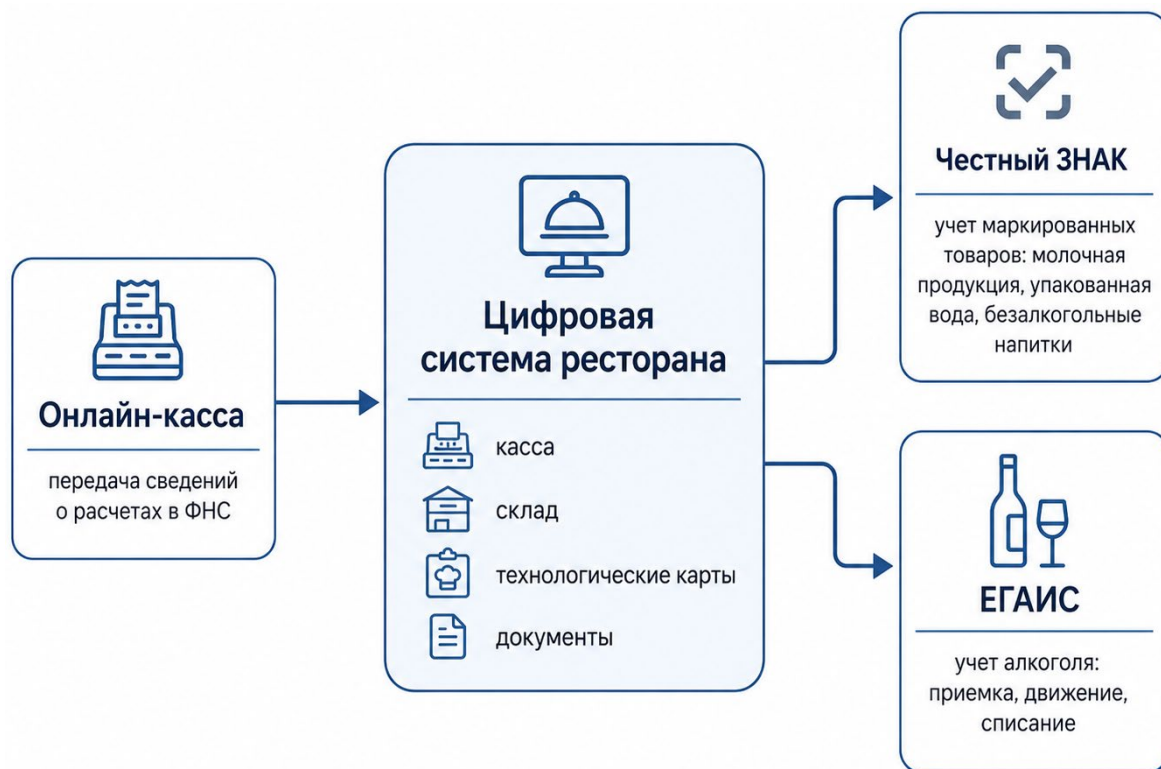 Онлайн-касса
передача сведений
о расчетах в ФНС
Цифровая
система ресторана
касса
склад
технологические карты
документы
Честный ЗНАК
учет маркированных
товаров: молочная
продукция, упакованная
вода, безалкогольные
напитки
ЕГАИС
учет алкоголя:
приемка, движение,
списание